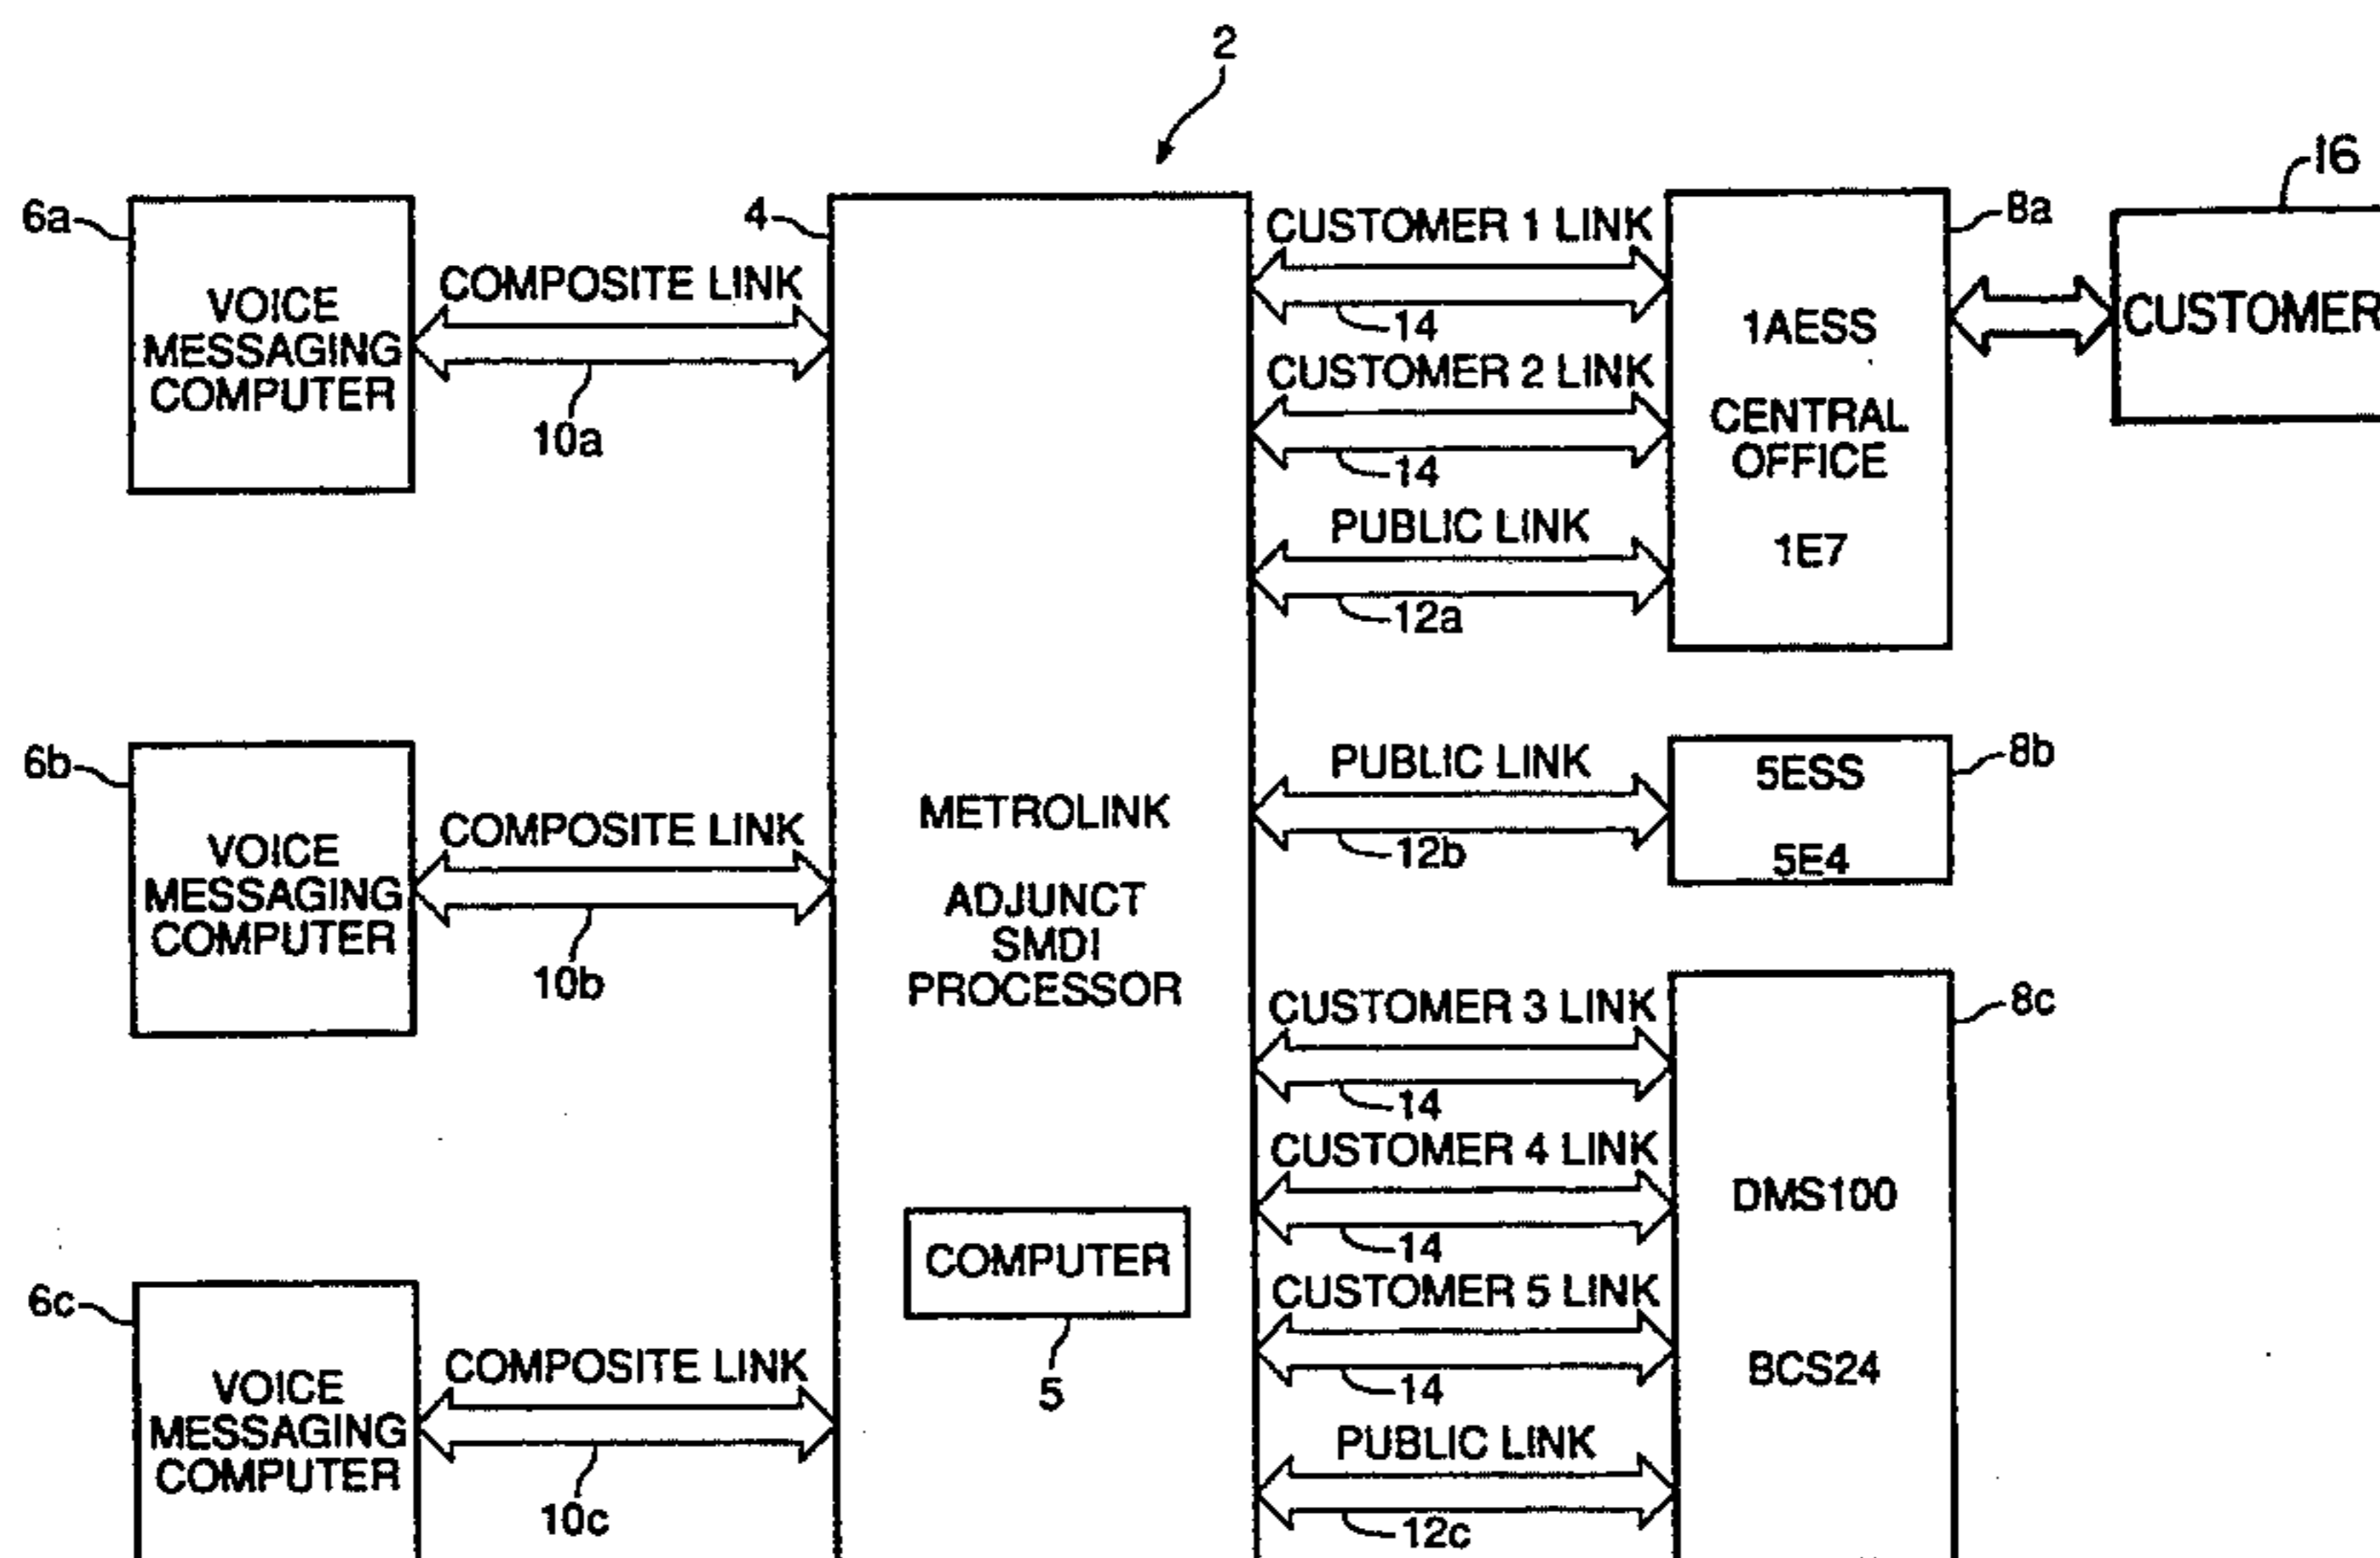 2
6a
VOICE
MESSAGING
COMPUTER
COMPOSITE LINK
10a
4
CUSTOMER 1 LINK
14
CUSTOMER 2 LINK
14
PUBLIC LINK
12a
8a
1AESS
CENTRAL
OFFICE
1E7
16
CUSTOMER
6b
VOICE
MESSAGING
COMPUTER
COMPOSITE LINK
10b
METROLINK
ADJUNCT
SMDI
PROCESSOR
PUBLIC LINK
12b
8b
5ESS
5E4
6c
VOICE
MESSAGING
COMPUTER
COMPOSITE LINK
10c
COMPUTER
5
CUSTOMER 3 LINK
14
CUSTOMER 4 LINK
14
CUSTOMER 5 LINK
14
PUBLIC LINK
12c
8c
DMS100
BCS24